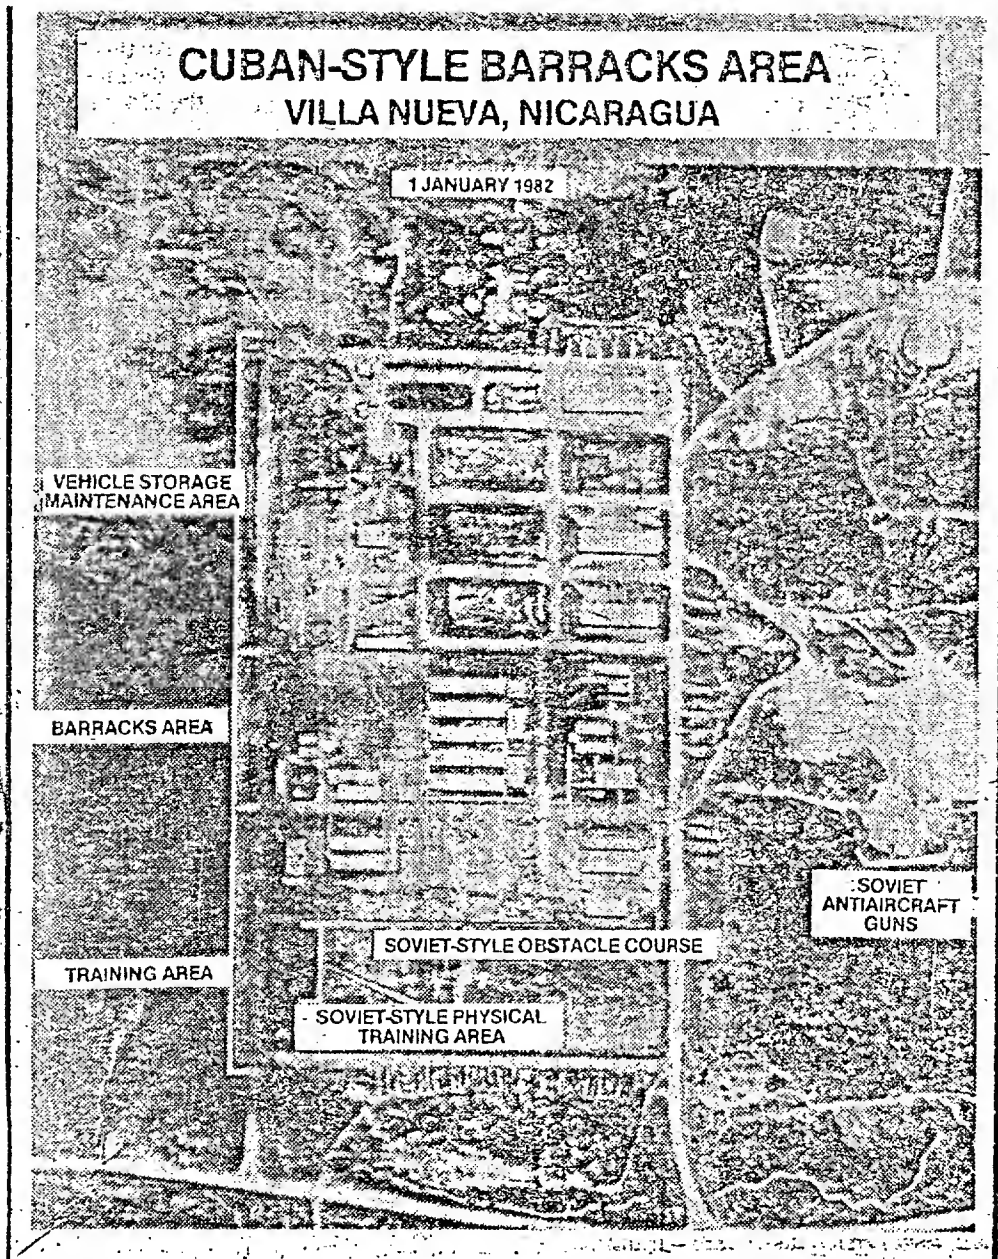 CUBAN-STYLE BARRACKS AREA
VILLA NUEVA, NICARAGUA
1 JANUARY 1982
VEHICLE STORAGE
MAINTENANCE AREA
BARRACKS AREA
SOVIET
ANTIAIRCRAFT
GUNS
SOVIET-STYLE OBSTACLE COURSE
TRAINING AREA
SOVIET-STYLE PHYSICAL
TRAINING AREA